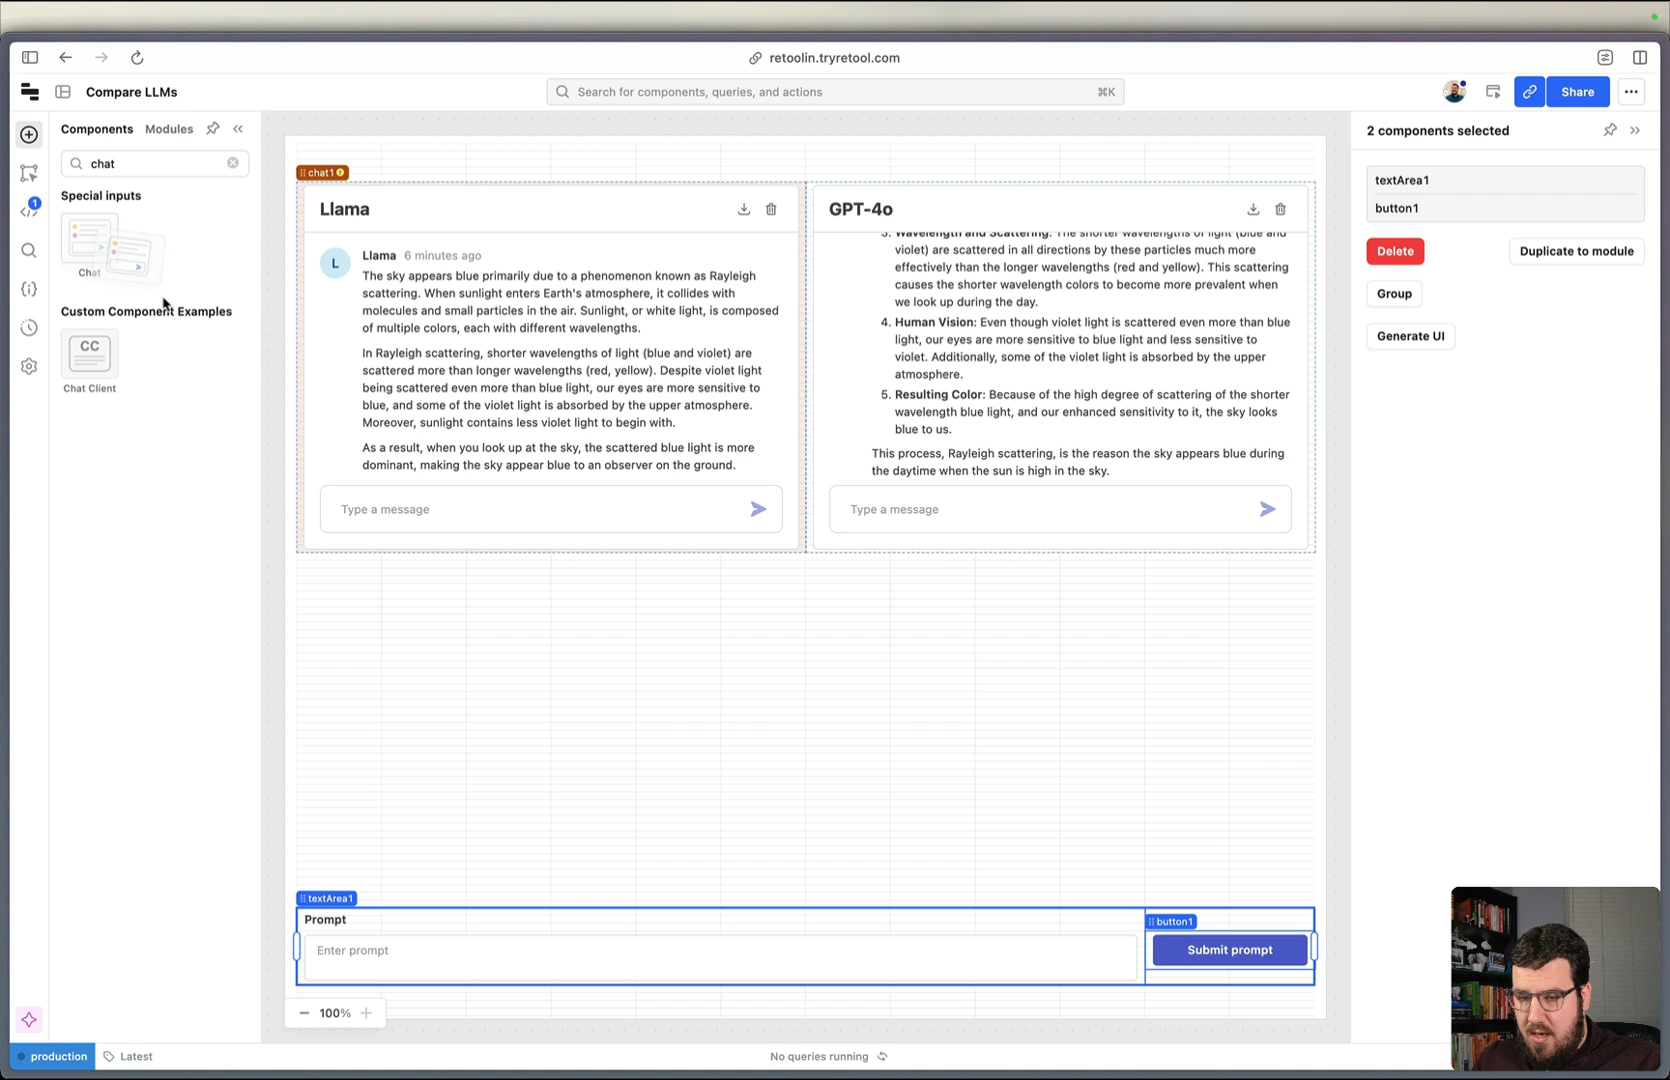 retoolin.tryretool.com
Compare LLMs
Search for components, queries, and actions
⌘K
Share
Components
Modules
chat
Special inputs
Chat
Custom Component Examples
CC
Chat Client
1
chat1
Llama
L
Llama 6 minutes ago
The sky appears blue primarily due to a phenomenon known as Rayleigh
scattering. When sunlight enters Earth's atmosphere, it collides with
molecules and small particles in the air. Sunlight, or white light, is composed
of multiple colors, each with different wavelengths.
In Rayleigh scattering, shorter wavelengths of light (blue and violet) are
scattered more than longer wavelengths (red, yellow). Despite violet light
being scattered even more than blue light, our eyes are more sensitive to
blue, and some of the violet light is absorbed by the upper atmosphere.
Moreover, sunlight contains less violet light to begin with.
As a result, when you look up at the sky, the scattered blue light is more
dominant, making the sky appear blue to an observer on the ground.
Type a message
GPT-4o
3. Wavelength and Scattering: The shorter wavelengths of light (blue and
violet) are scattered in all directions by these particles much more
effectively than the longer wavelengths (red and yellow). This scattering
causes the shorter wavelength colors to become more prevalent when
we look up during the day.
4. Human Vision: Even though violet light is scattered even more than blue
light, our eyes are more sensitive to blue light and less sensitive to
violet. Additionally, some of the violet light is absorbed by the upper
atmosphere.
5. Resulting Color: Because of the high degree of scattering of the shorter
wavelength blue light, and our enhanced sensitivity to it, the sky looks
blue to us.
This process, Rayleigh scattering, is the reason the sky appears blue during
the daytime when the sun is high in the sky.
Type a message
textArea1
Prompt
Enter prompt
button1
Submit prompt
100%
2 components selected
textArea1
button1
Delete
Duplicate to module
Group
Generate UI
production
Latest
No queries running